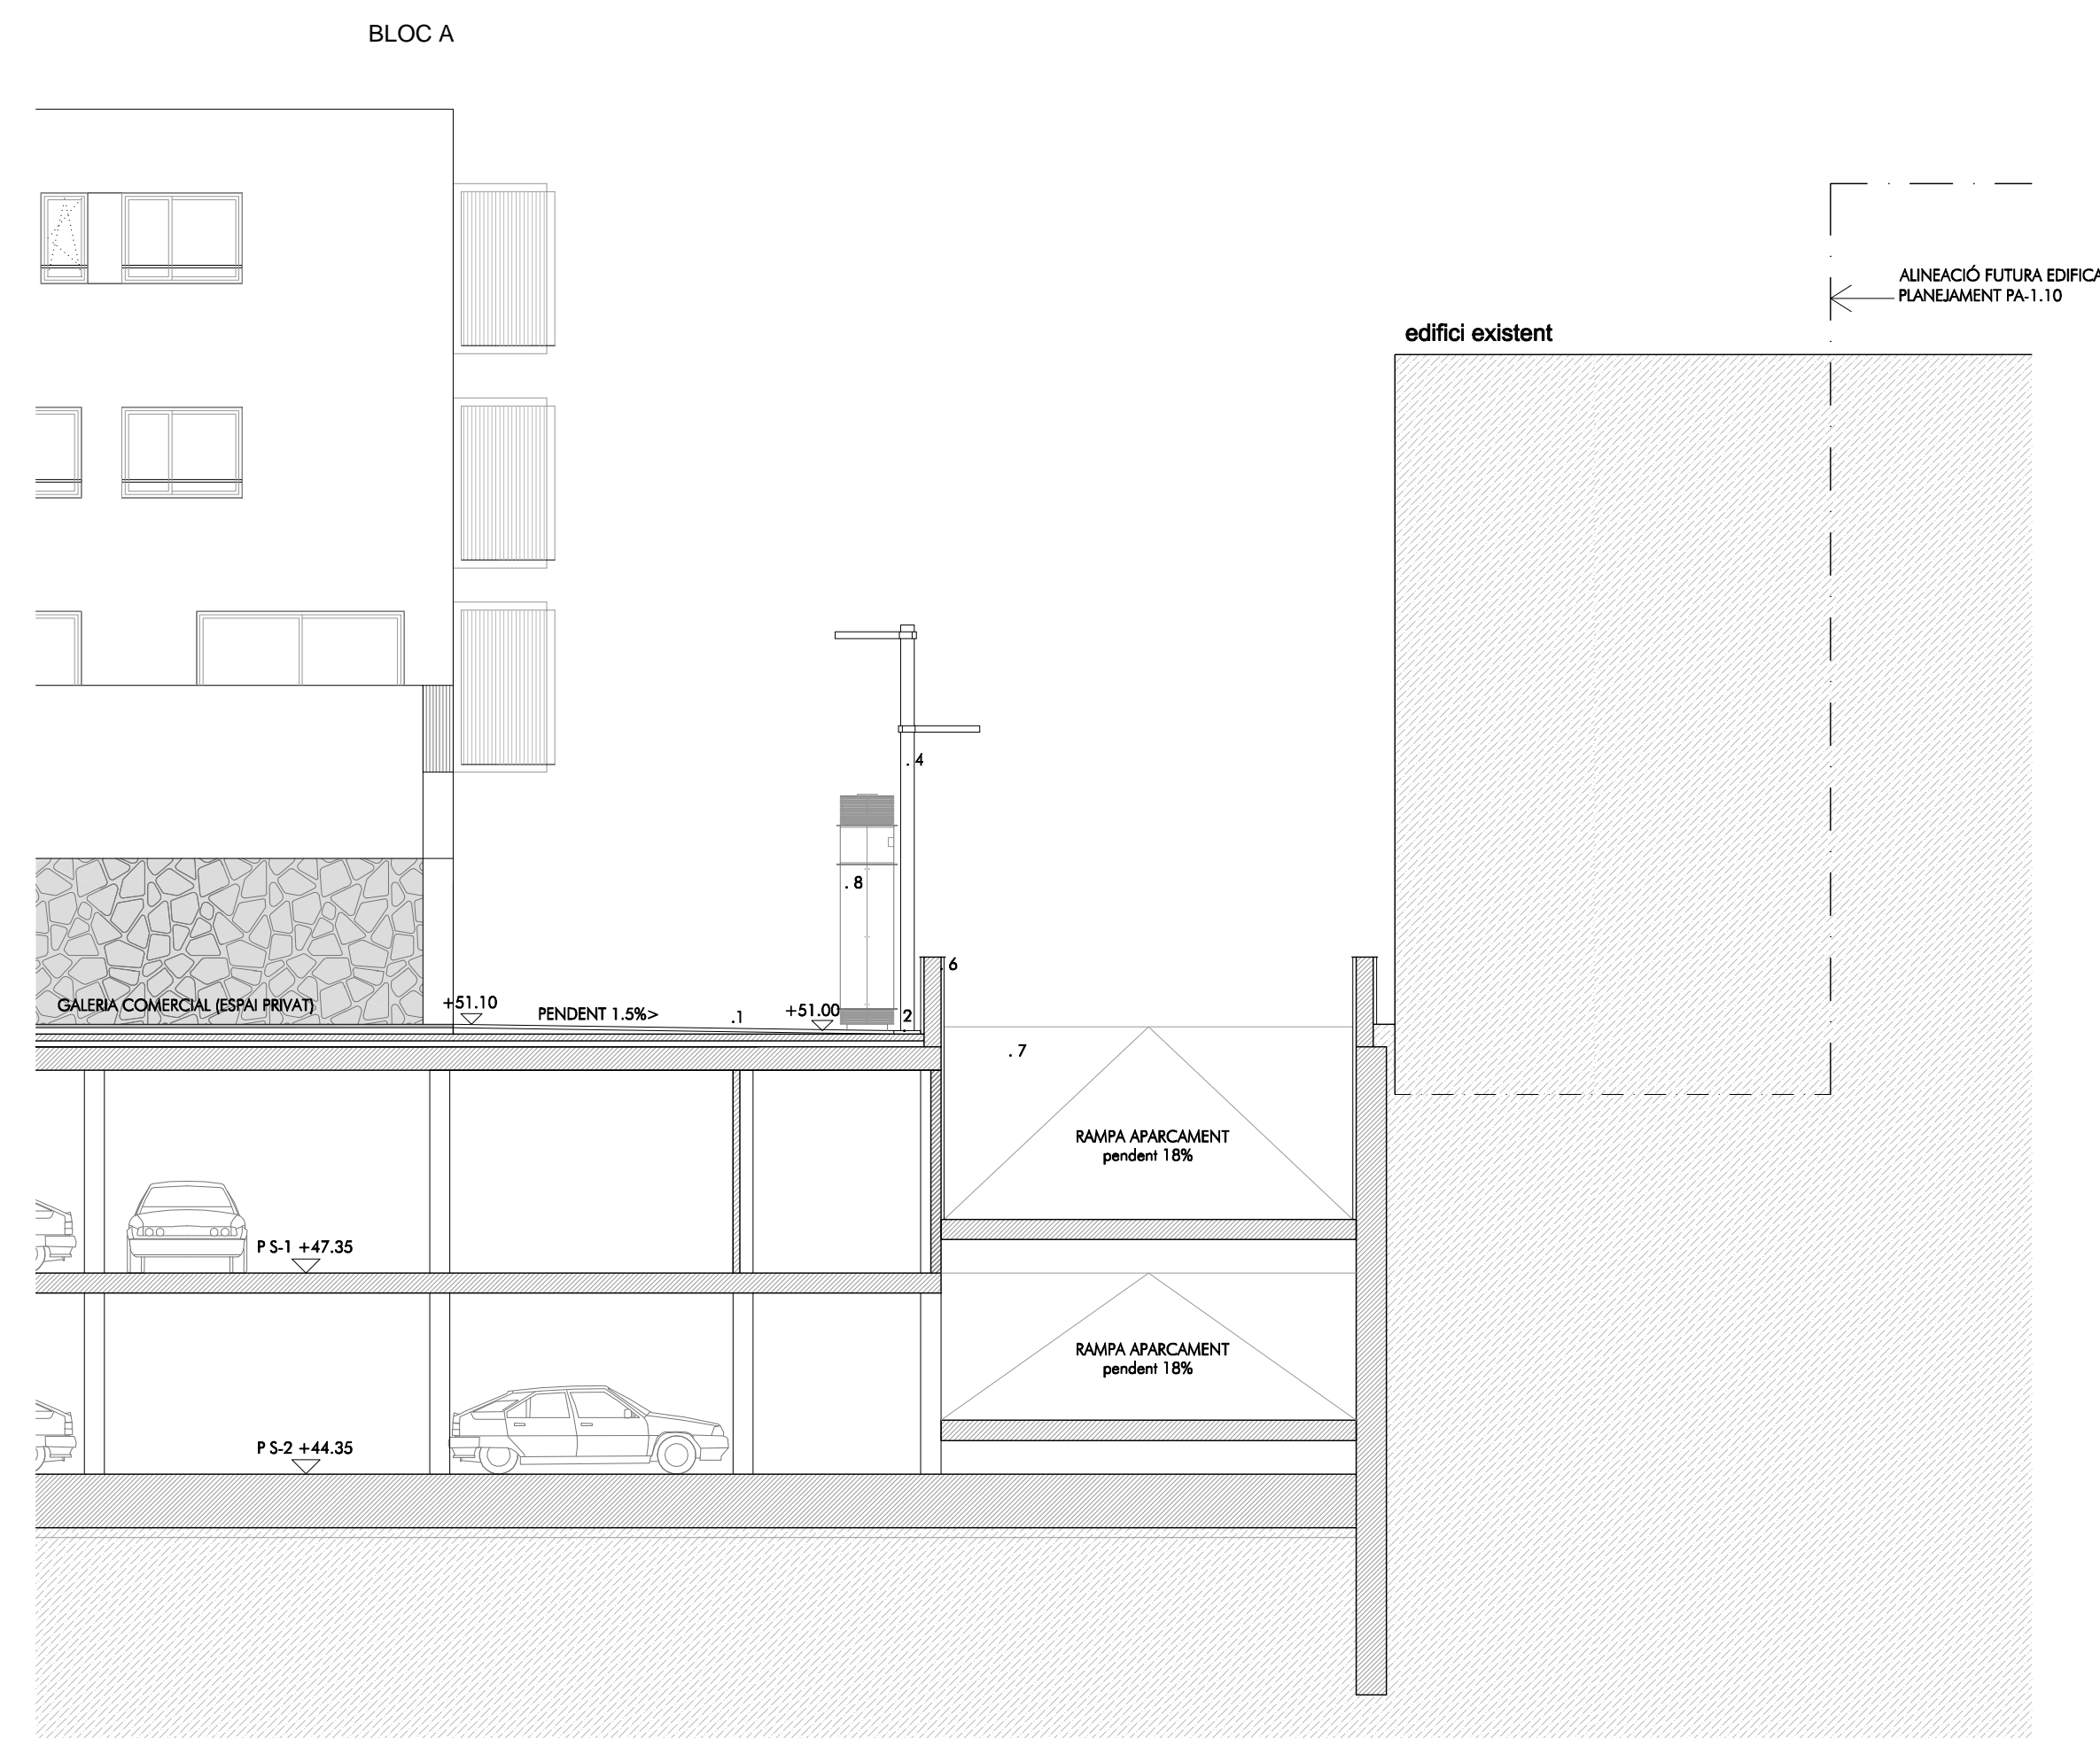 BLOC A
ALINEACIÓ FUTURA EDIFICA
PLANEJAMENT PA-1.10
edifici existent
. 4
. 8
. 6
GALERIA COMERCIAL (ESPAI PRIVAT)
+51.10
PENDENT 1.5%>
.1
+51.00
2
. 7
RAMPA APARCAMENT
pendent 18%
P S-1 +47.35
RAMPA APARCAMENT
pendent 18%
P S-2 +44.35